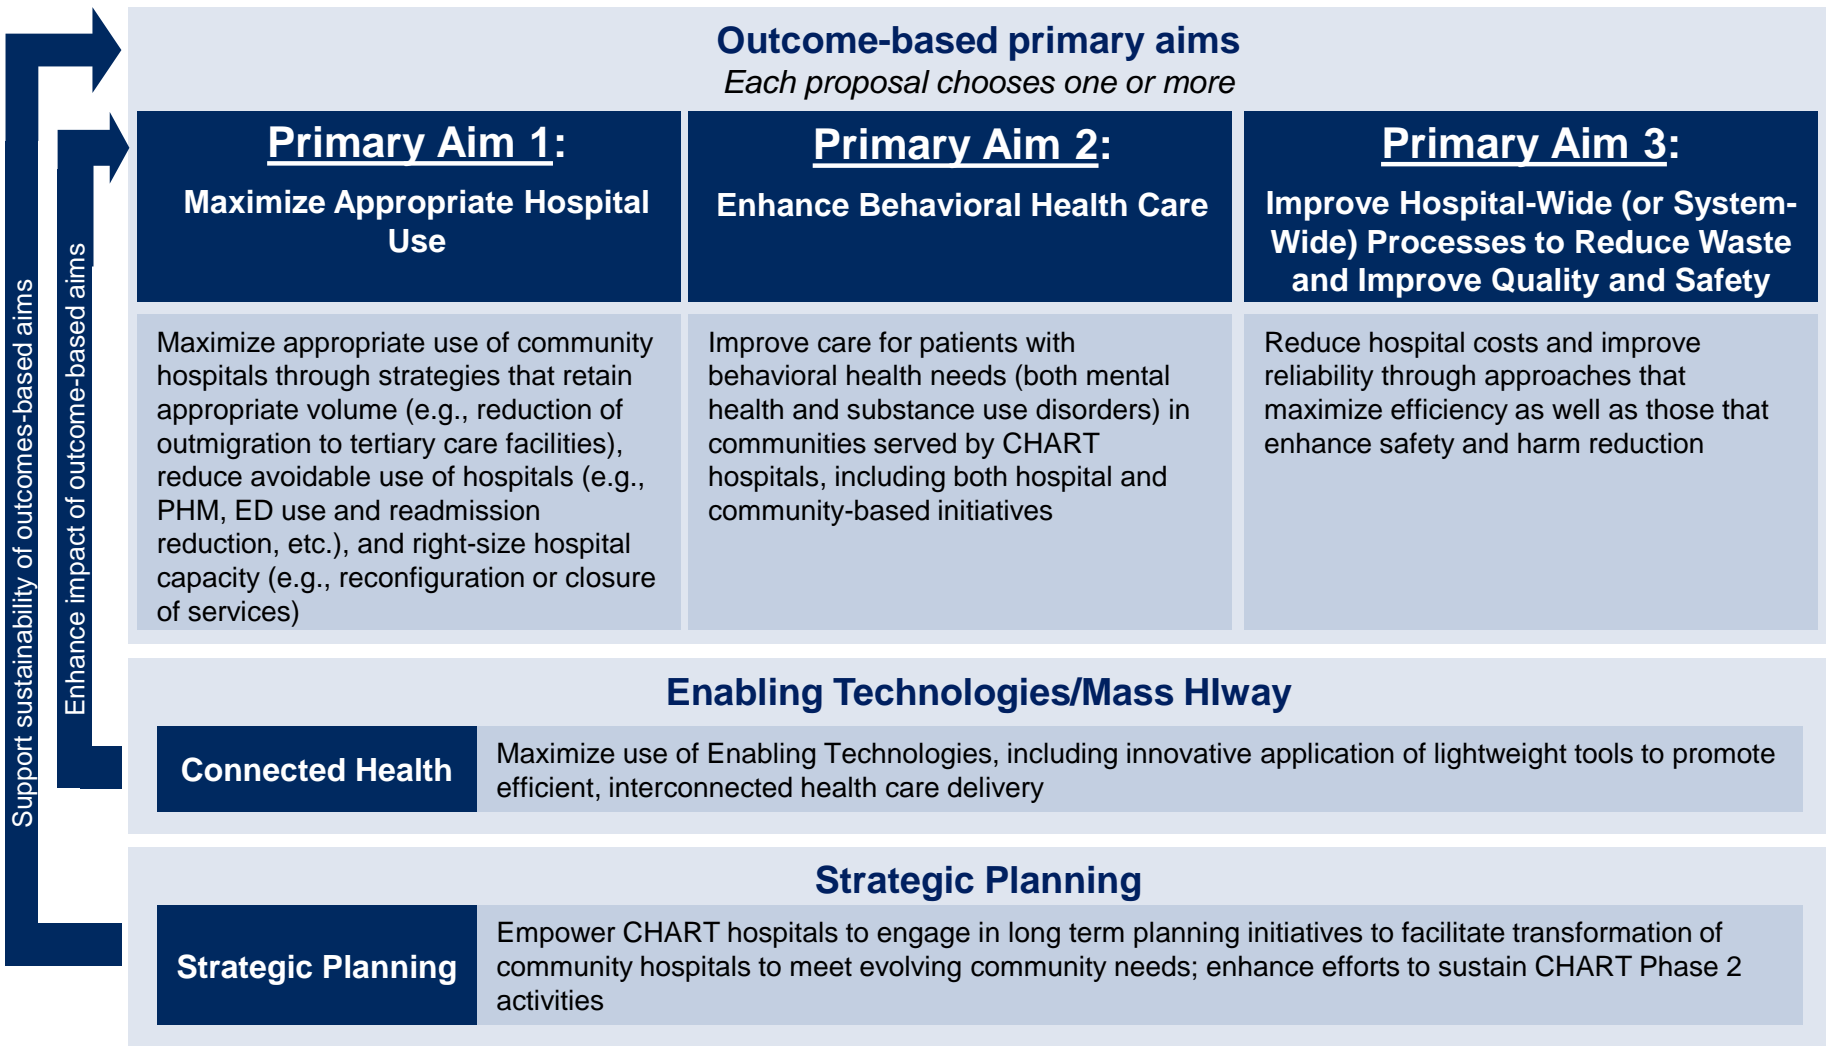 Outcome-based primary aims
Each proposal chooses one or more
Primary Aim 1:
Maximize Appropriate Hospital
Use
Primary Aim 2:
Enhance Behavioral Health Care
Primary Aim 3:
Improve Hospital-Wide (or System-
Wide) Processes to Reduce Waste
and Improve Quality and Safety
Maximize appropriate use of community
hospitals through strategies that retain
appropriate volume (e.g., reduction of
outmigration to tertiary care facilities),
reduce avoidable use of hospitals (e.g.,
PHM, ED use and readmission
reduction, etc.), and right-size hospital
capacity (e.g., reconfiguration or closure
of services)
Improve care for patients with
behavioral health needs (both mental
health and substance use disorders) in
communities served by CHART
hospitals, including both hospital and
community-based initiatives
Reduce hospital costs and improve
reliability through approaches that
maximize efficiency as well as those that
enhance safety and harm reduction
Support sustainability of outcomes-based aims
Enhance impact of outcome-based aims
Enabling Technologies/Mass HIway
Connected Health
Maximize use of Enabling Technologies, including innovative application of lightweight tools to promote
efficient, interconnected health care delivery
Strategic Planning
Strategic Planning
Empower CHART hospitals to engage in long term planning initiatives to facilitate transformation of
community hospitals to meet evolving community needs; enhance efforts to sustain CHART Phase 2
activities